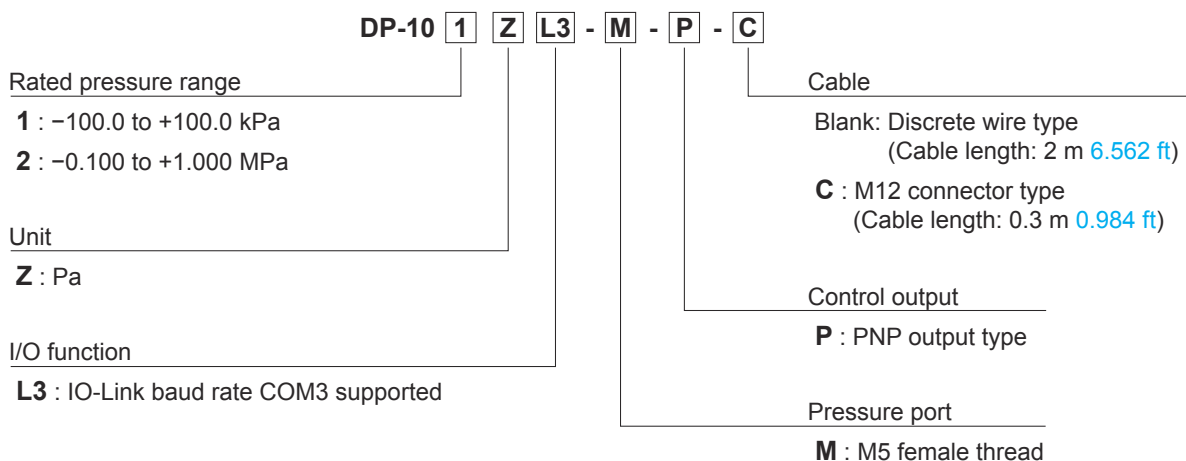 DP-10 1 Z L3 - M - P - C
Rated pressure range
1 : −100.0 to +100.0 kPa
2 : −0.100 to +1.000 MPa
Unit
Z : Pa
I/O function
L3 : IO-Link baud rate COM3 supported
Cable
Blank: Discrete wire type
(Cable length: 2 m 6.562 ft)
C : M12 connector type
(Cable length: 0.3 m 0.984 ft)
Control output
P : PNP output type
Pressure port
M : M5 female thread